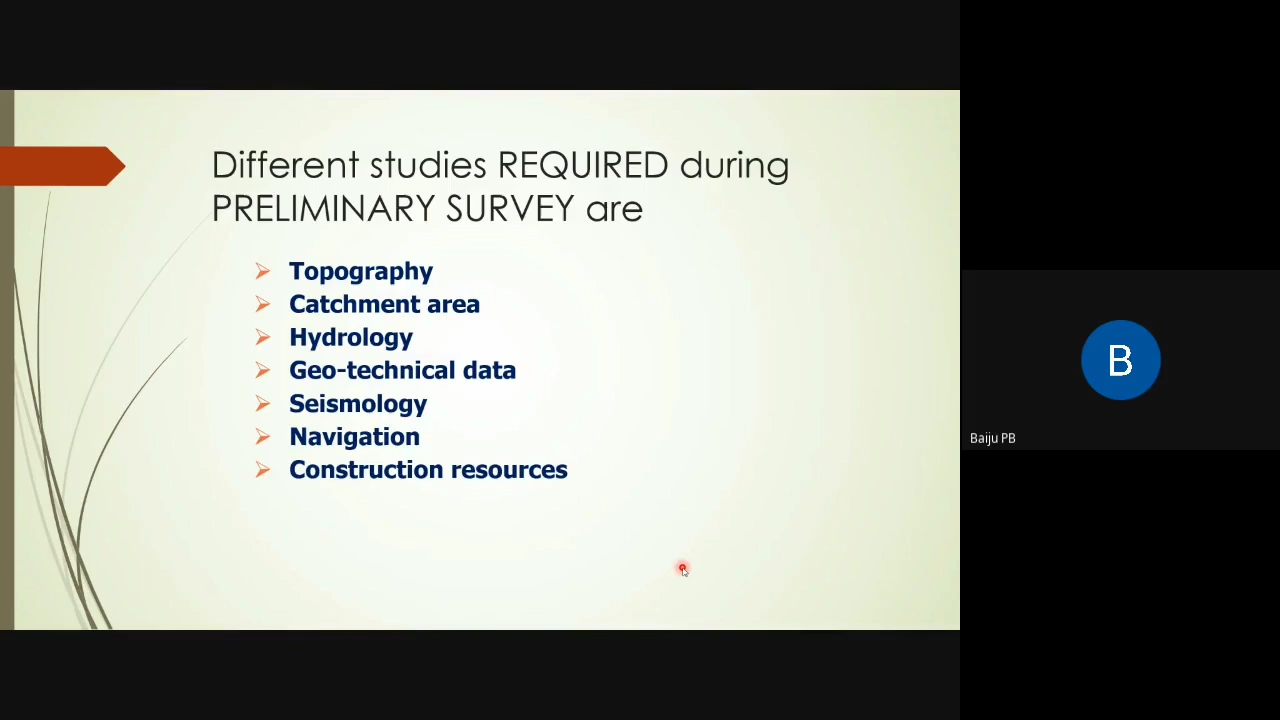 Different studies REQUIRED during
PRELIMINARY SURVEY are
Topography
Catchment area
Hydrology
Geo-technical data
Seismology
Navigation
Construction resources
B
Baiju PB